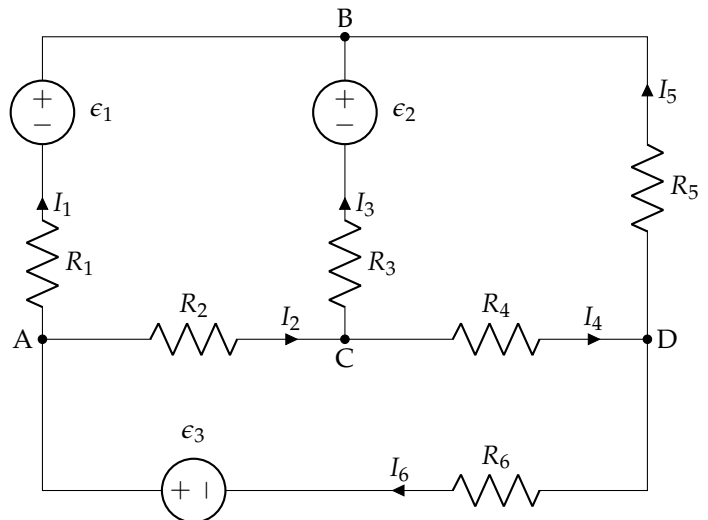 B
+ ϵ₁ − + ϵ₂ − I₅
I₁ I₃ R₅
R₁ R₃
R₂ R₄
A I₂ C I₄ D
ϵ₃ R₆
+ − I₆